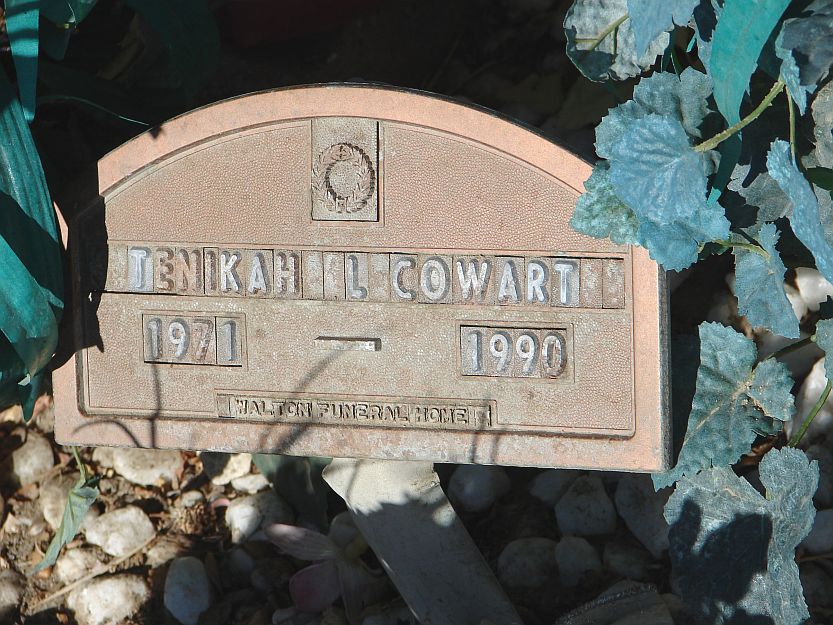 TENIKAH L COWART
1971 — 1990
WALTON FUNERAL HOME